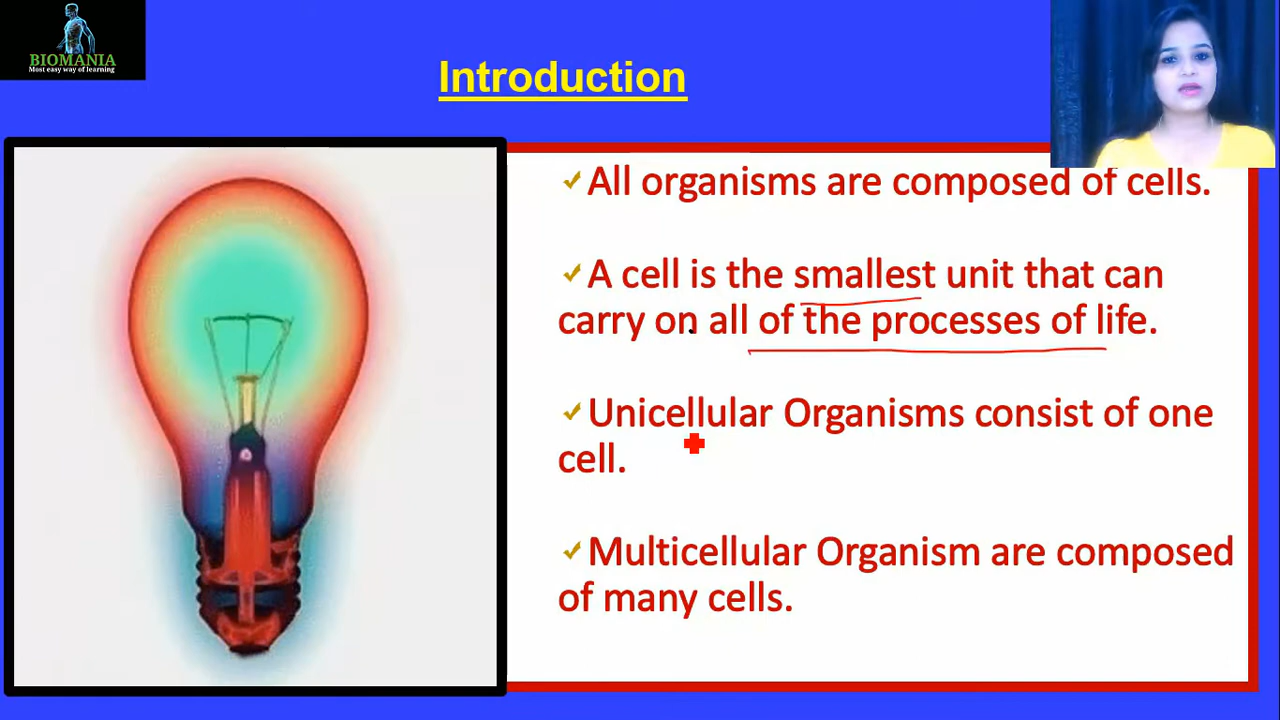 BIOMANIA
Most easy way of learning
Introduction
✓All organisms are composed of cells.
✓A cell is the smallest unit that can
carry on all of the processes of life.
✓Unicellular Organisms consist of one
cell.
✓Multicellular Organism are composed
of many cells.